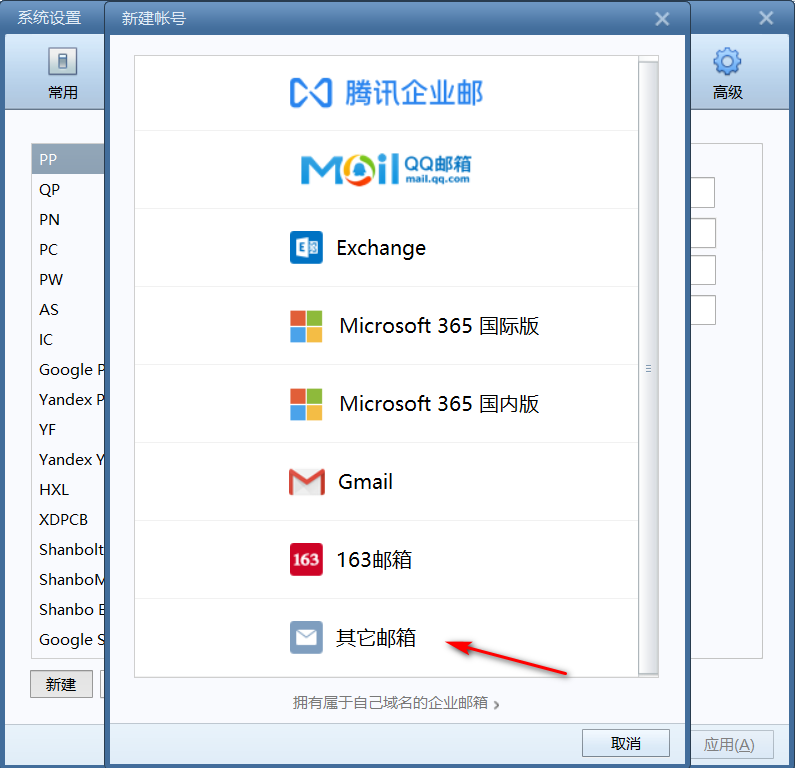 系统设置
新建帐号
常用
高级
PP
QP
PN
PC
PW
AS
IC
Google P
Yandex P
YF
Yandex Y
HXL
XDPCB
Shanbolt
ShanboM
Shanbo E
Google S
新建
腾讯企业邮
Mail QQ邮箱
mail.qq.com
Exchange
Microsoft 365 国际版
Microsoft 365 国内版
Gmail
163 163邮箱
其它邮箱
拥有属于自己域名的企业邮箱 ›
取消
应用(A)